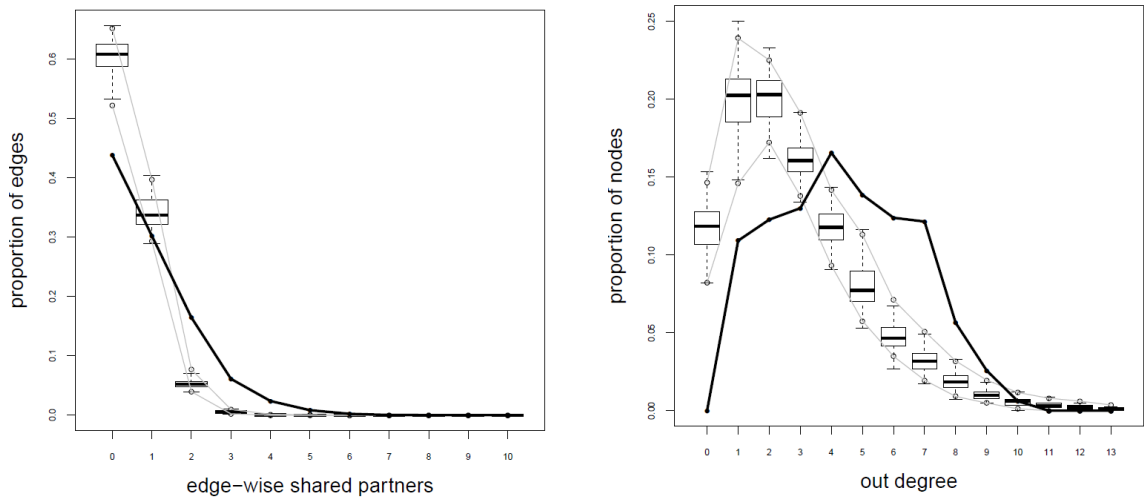 proportion of edges
0.0 0.1 0.2 0.3 0.4 0.5 0.6
0 1 2 3 4 5 6 7 8 9 10
edge-wise shared partners
proportion of nodes
0.00 0.05 0.10 0.15 0.20 0.25
0 1 2 3 4 5 6 7 8 9 10 11 12 13
out degree